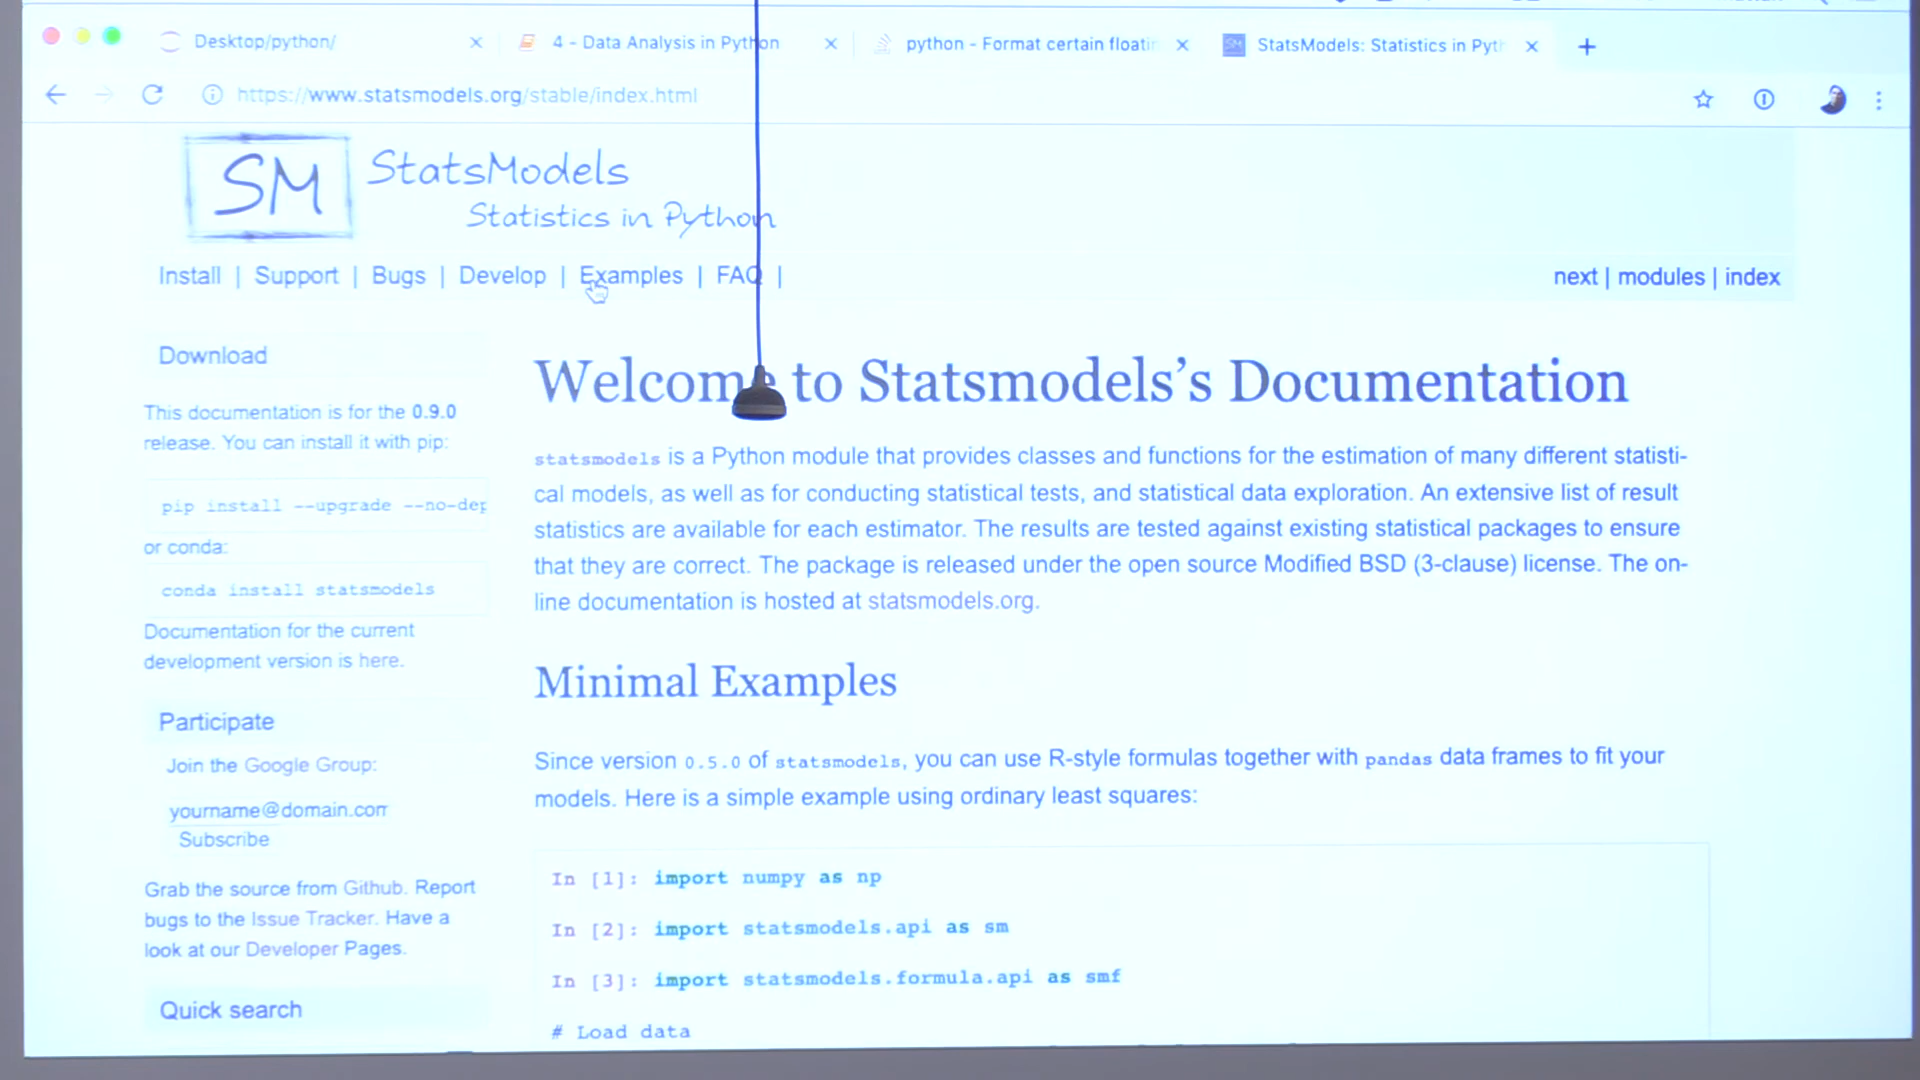 Desktop/python/
4 - Data Analysis in Python
python - Format certain floatin
StatsModels: Statistics in Pyth
https://www.statsmodels.org/stable/index.html
SM
StatsModels
Statistics in Python
Install | Support | Bugs | Develop | Examples | FAQ |
next | modules | index
Download
This documentation is for the 0.9.0
release. You can install it with pip:
pip install --upgrade --no-dep
or conda:
conda install statsmodels
Documentation for the current
development version is here.
Participate
Join the Google Group:
yourname@domain.com
Subscribe
Grab the source from Github. Report
bugs to the Issue Tracker. Have a
look at our Developer Pages.
Quick search
Welcome to Statsmodels’s Documentation
statsmodels is a Python module that provides classes and functions for the estimation of many different statisti-
cal models, as well as for conducting statistical tests, and statistical data exploration. An extensive list of result
statistics are available for each estimator. The results are tested against existing statistical packages to ensure
that they are correct. The package is released under the open source Modified BSD (3-clause) license. The on-
line documentation is hosted at statsmodels.org.
Minimal Examples
Since version 0.5.0 of statsmodels, you can use R-style formulas together with pandas data frames to fit your
models. Here is a simple example using ordinary least squares:
In [1]: import numpy as np
In [2]: import statsmodels.api as sm
In [3]: import statsmodels.formula.api as smf
# Load data